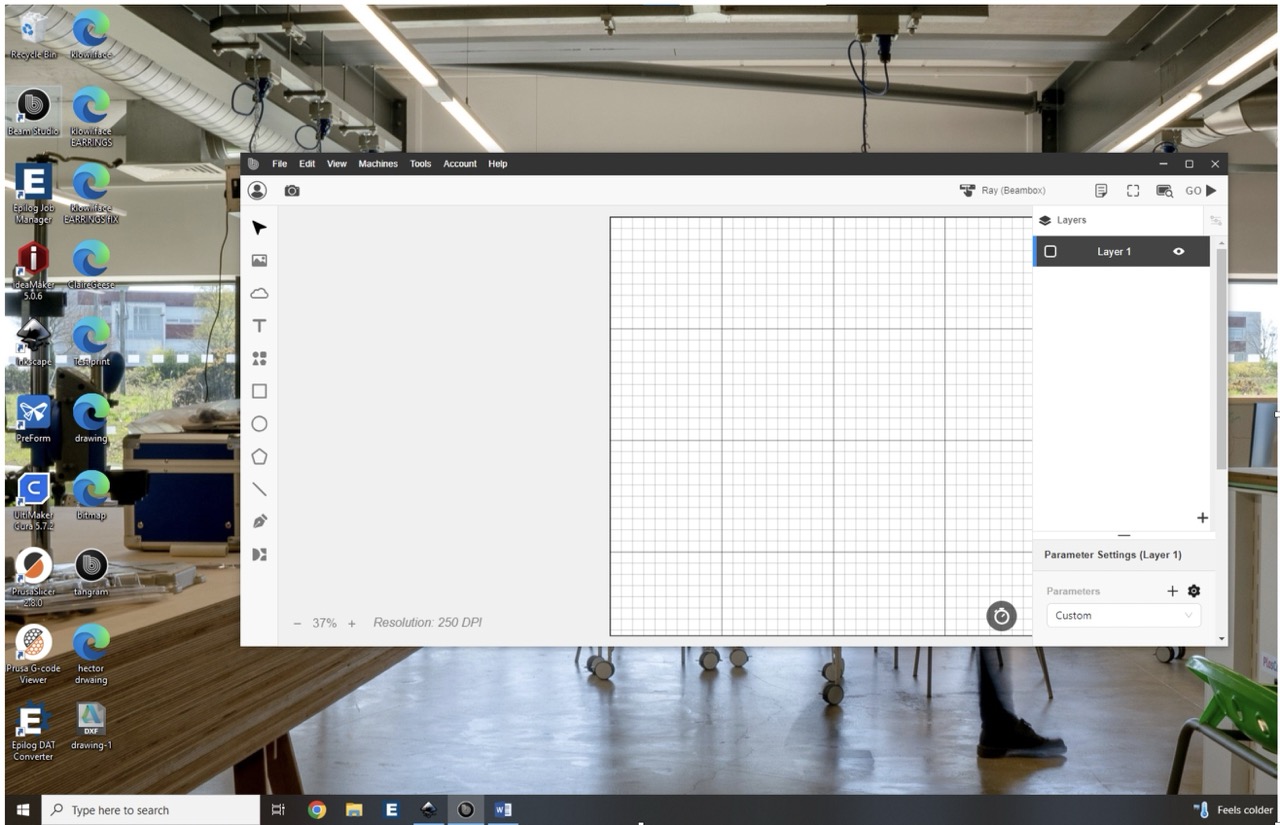 Recycle Bin
klowiface
Beam Studio
klowiface
EARRINGS
Epilog Job
Manager
klowiface
EARRINGS fIX
ideaMaker
5.0.6
ClaireGeese
Inkscape
Test print
PreForm
drawing
UltiMaker
Cura 5.7.2
bitmap
PrusaSlicer
2.8.0
tangram
Prusa G-code
Viewer
hector
drwaing
Epilog DAT
Converter
DXF
drawing-1
File Edit View Machines Tools Account Help
Ray (Beambox)
GO
Layers
Layer 1
Parameter Settings (Layer 1)
Parameters
Custom
37%
Resolution: 250 DPI
Type here to search
Feels colder